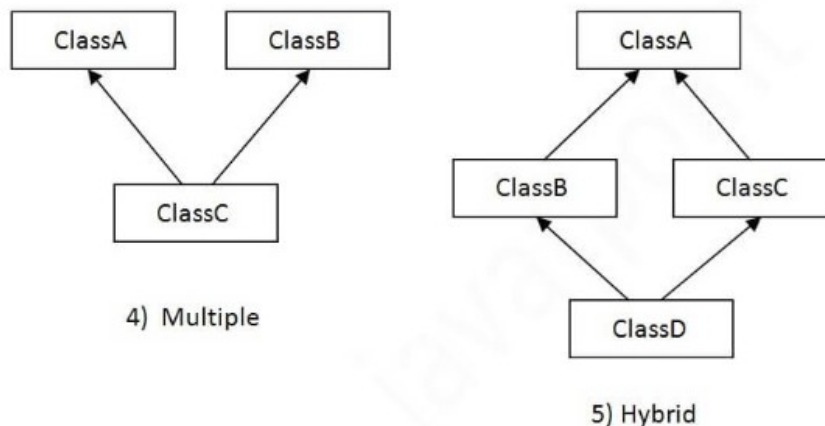 ClassA
ClassB
ClassC
4) Multiple
ClassA
ClassB
ClassC
ClassD
5) Hybrid